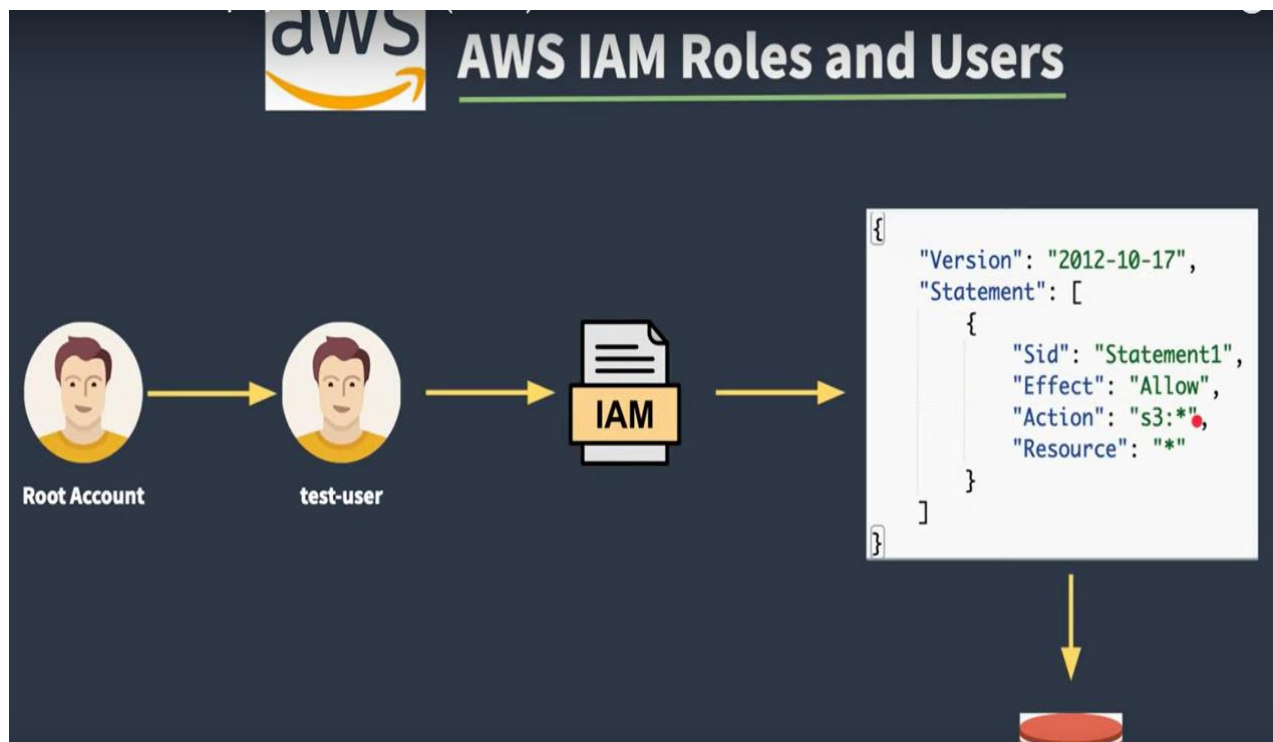 aws
AWS IAM Roles and Users
{
"Version": "2012-10-17",
"Statement": [
{
"Sid": "Statement1",
"Effect": "Allow",
"Action": "s3:*",
"Resource": "*"
}
]
}
IAM
Root Account
test-user